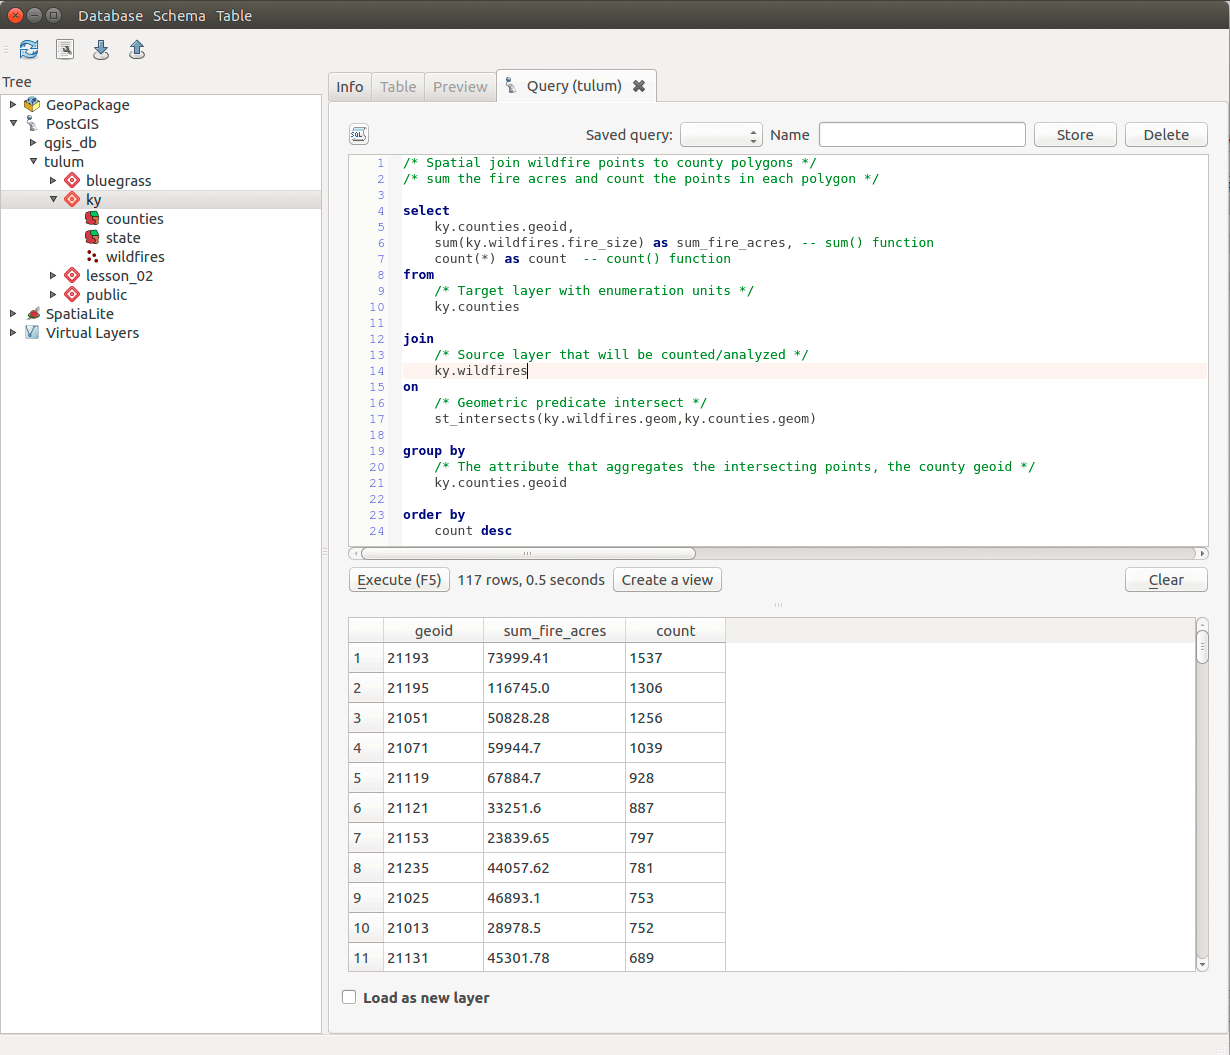 Database Schema Table
Tree
GeoPackage
PostGIS
qgis_db
tulum
bluegrass
ky
counties
state
wildfires
lesson_02
public
SpatiaLite
Virtual Layers
Info Table Preview Query (tulum)
SQL Saved query: Name Store Delete
1 /* Spatial join wildfire points to county polygons */
2 /* sum the fire acres and count the points in each polygon */
3
4 select
5 ky.counties.geoid,
6 sum(ky.wildfires.fire_size) as sum_fire_acres, -- sum() function
7 count(*) as count  -- count() function
8 from
9 /* Target layer with enumeration units */
10 ky.counties
11
12 join
13 /* Source layer that will be counted/analyzed */
14 ky.wildfires
15 on
16 /* Geometric predicate intersect */
17 st_intersects(ky.wildfires.geom,ky.counties.geom)
18
19 group by
20 /* The attribute that aggregates the intersecting points, the county geoid */
21 ky.counties.geoid
22
23 order by
24 count desc
Execute (F5) 117 rows, 0.5 seconds Create a view Clear
geoid sum_fire_acres count
1 21193 73999.41 1537
2 21195 116745.0 1306
3 21051 50828.28 1256
4 21071 59944.7 1039
5 21119 67884.7 928
6 21121 33251.6 887
7 21153 23839.65 797
8 21235 44057.62 781
9 21025 46893.1 753
10 21013 28978.5 752
11 21131 45301.78 689
Load as new layer